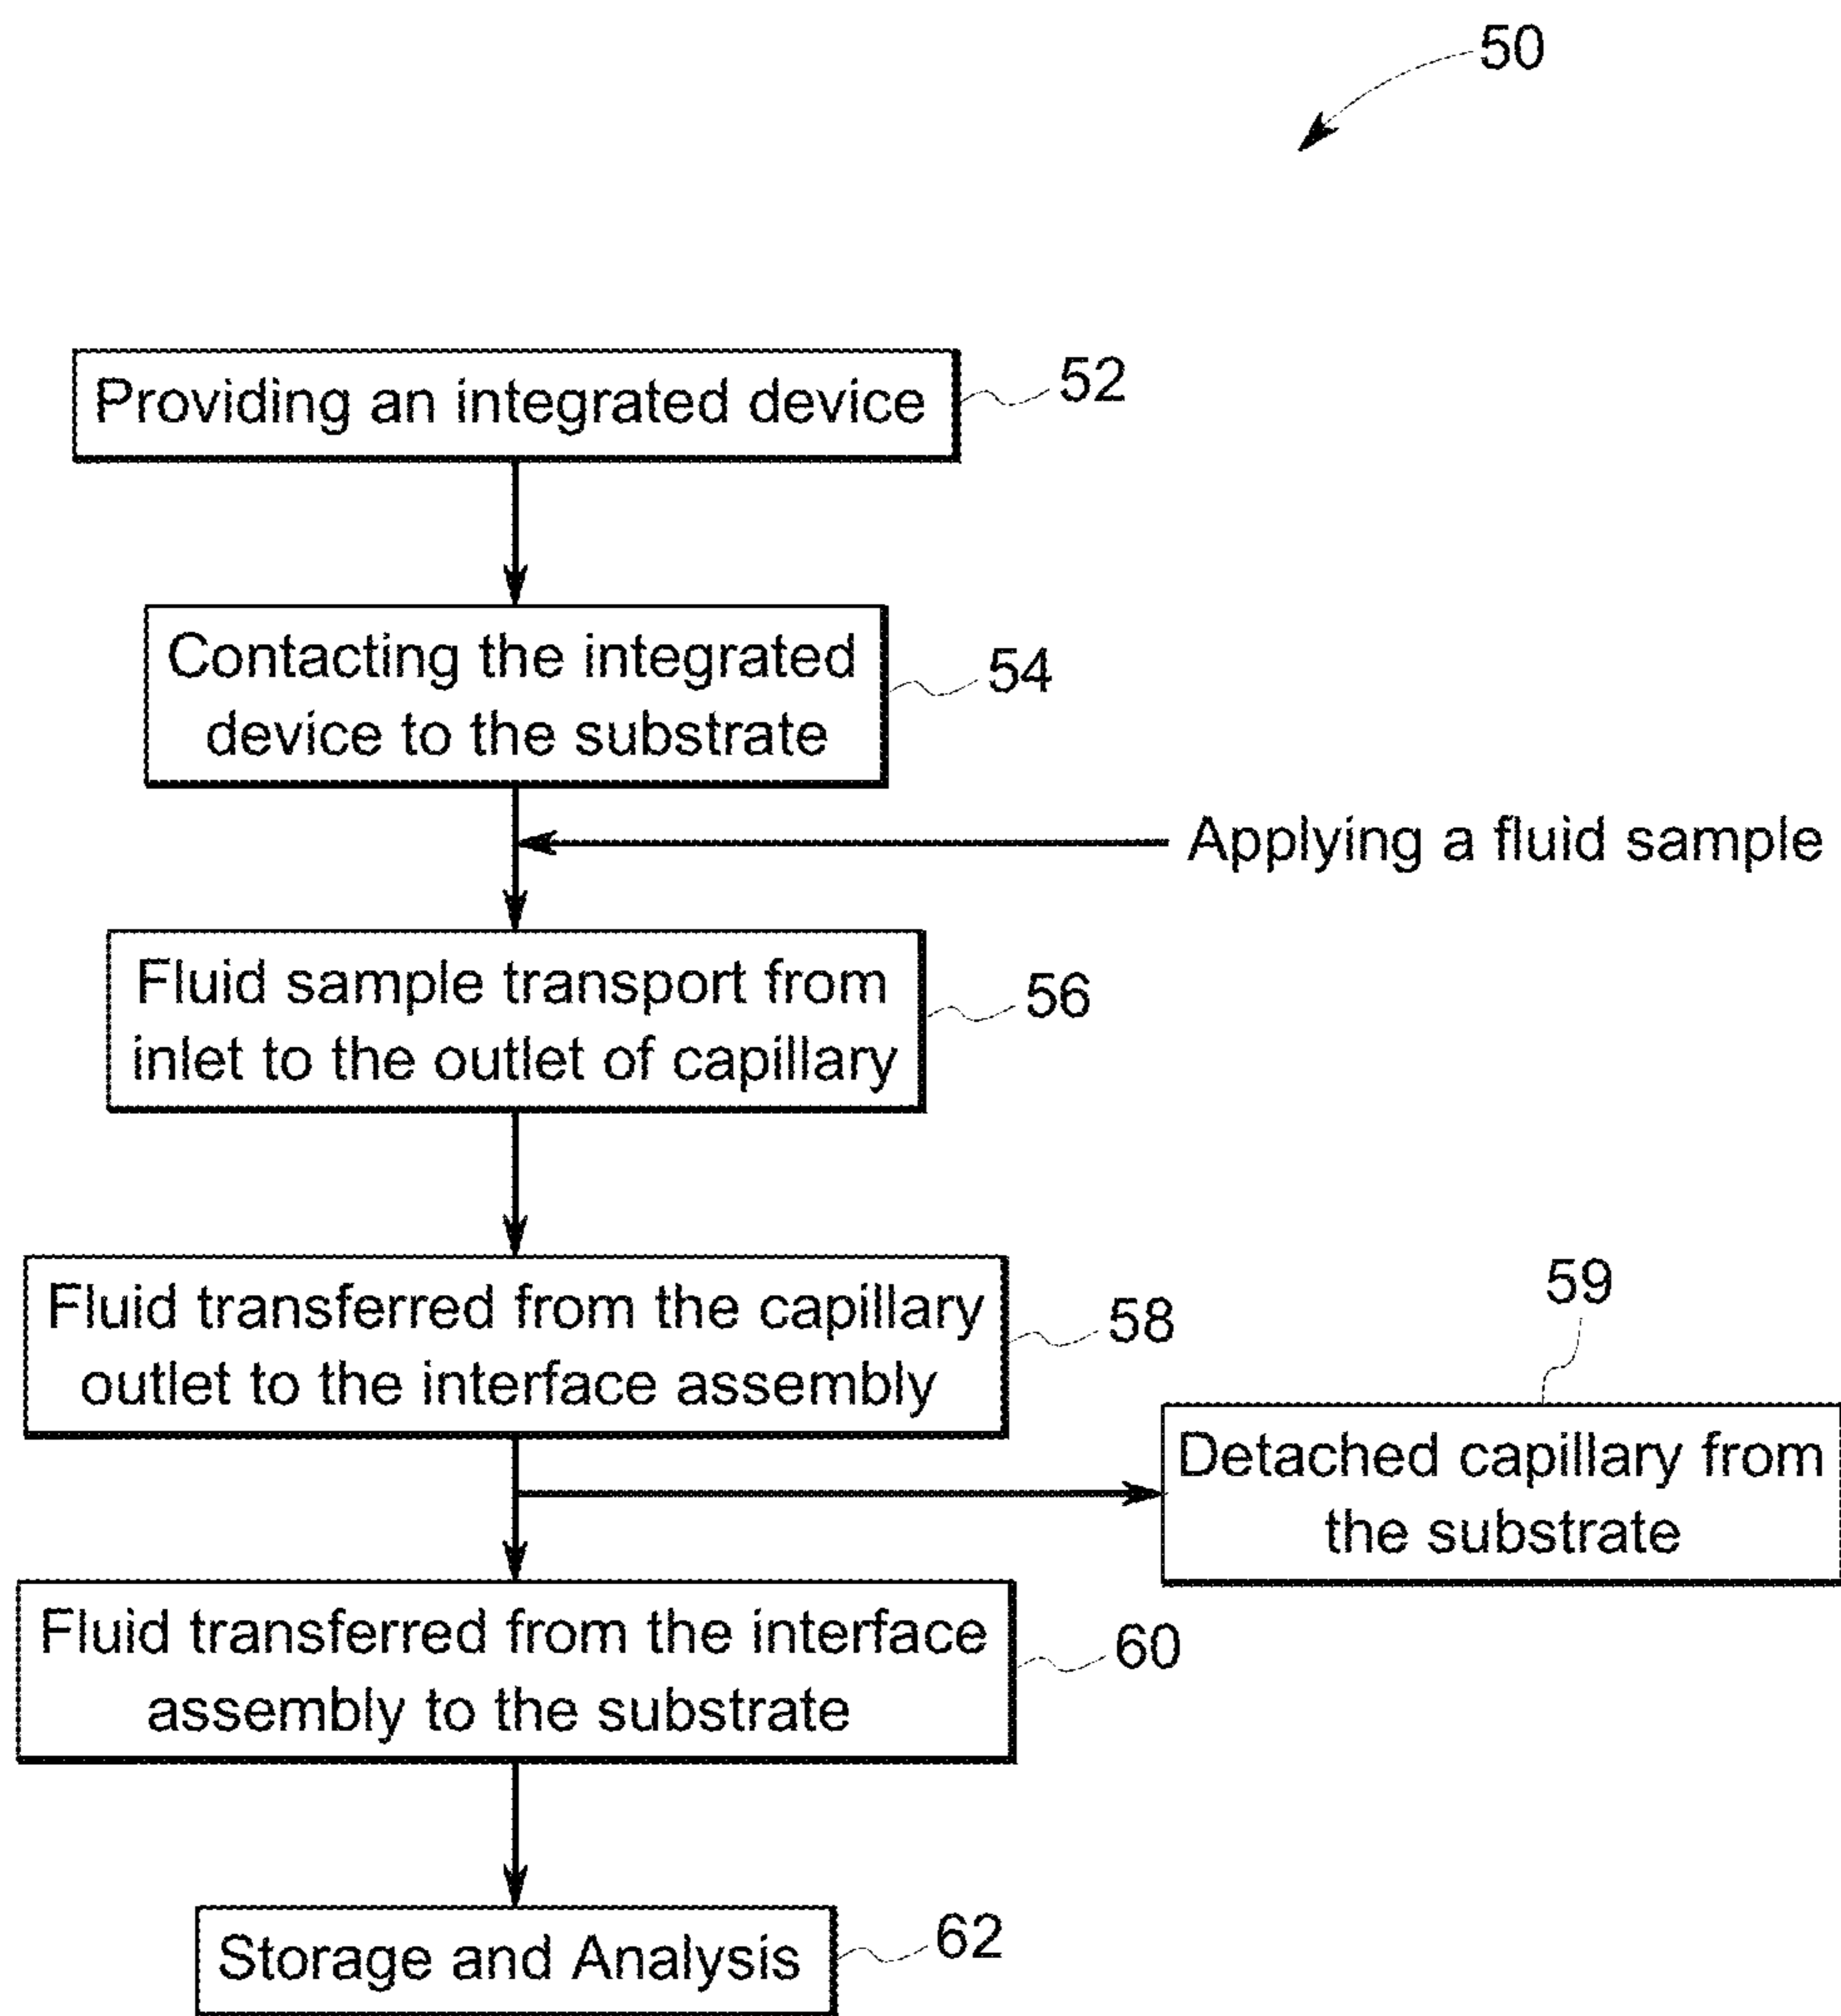 50
Providing an integrated device
52
Contacting the integrated
device to the substrate
54
Applying a fluid sample
Fluid sample transport from
inlet to the outlet of capillary
56
Fluid transferred from the capillary
outlet to the interface assembly
58
59
Detached capillary from
the substrate
Fluid transferred from the interface
assembly to the substrate
60
Storage and Analysis
62